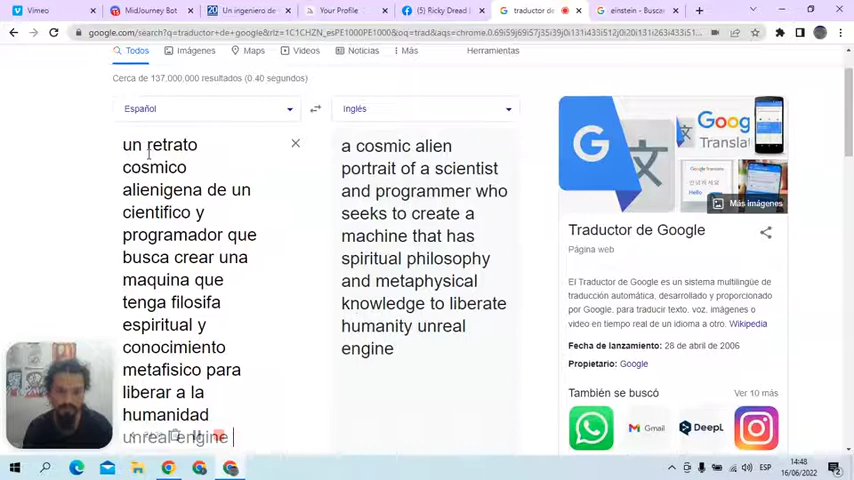 Vimeo
MidJourney Bot
Un ingeniero de
Your Profile
(5) Ricky Dread
traductor de
einstein - Buscar
google.com/search?q=traductor+de+google&rlz=1C1CHZN_esPE1000PE1000&oq=trad&aqs=chrome.0.69i59l
Todos
Imágenes
Maps
Videos
Noticias
Más
Herramientas
Cerca de 137,000,000 resultados (0.40 segundos)
Español
Inglés
un retrato
cosmico
alienigena de un
cientifico y
programador que
busca crear una
maquina que
tenga filosifa
espiritual y
conocimiento
metafisico para
liberar a la
humanidad
unreal engine
a cosmic alien
portrait of a scientist
and programmer who
seeks to create a
machine that has
spiritual philosophy
and metaphysical
knowledge to liberate
humanity unreal
engine
Goog
Transla
Más imágenes
Traductor de Google
Página web
El Traductor de Google es un sistema multilingüe de
traducción automática, desarrollado y proporcionado
por Google, para traducir texto, voz, imágenes o
video en tiempo real de un idioma a otro. Wikipedia
Fecha de lanzamiento: 28 de abril de 2006
Propietario: Google
También se buscó
Ver 10 más
Gmail
DeepL
ESP
14:48
16/06/2022
2